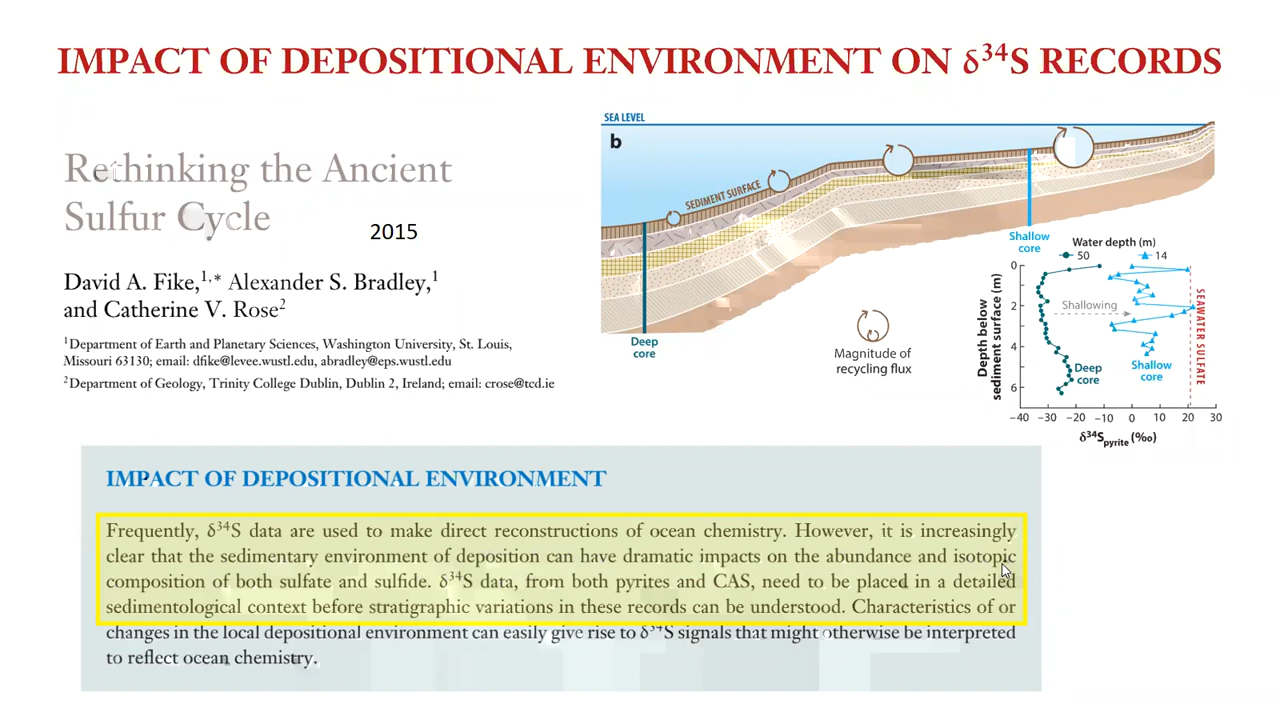 IMPACT OF DEPOSITIONAL ENVIRONMENT ON δ³⁴S RECORDS
Rethinking the Ancient
Sulfur Cycle
2015
David A. Fike,¹,* Alexander S. Bradley,¹
and Catherine V. Rose²
¹Department of Earth and Planetary Sciences, Washington University, St. Louis,
Missouri 63130; email: dfike@levee.wustl.edu, abradley@eps.wustl.edu
²Department of Geology, Trinity College Dublin, Dublin 2, Ireland; email: crose@tcd.ie
SEA LEVEL
b
SEDIMENT SURFACE
Deep
core
Shallow
core
Magnitude of
recycling flux
Water depth (m)
50 14
Depth below
sediment surface (m)
0
2
4
6
Shallowing
Deep
core
Shallow
core
SEAWATER SULFATE
−40 −30 −20 −10 0 10 20 30
δ³⁴Spyrite (‰)
IMPACT OF DEPOSITIONAL ENVIRONMENT
Frequently, δ³⁴S data are used to make direct reconstructions of ocean chemistry. However, it is increasingly
clear that the sedimentary environment of deposition can have dramatic impacts on the abundance and isotopic
composition of both sulfate and sulfide. δ³⁴S data, from both pyrites and CAS, need to be placed in a detailed
sedimentological context before stratigraphic variations in these records can be understood. Characteristics of or
changes in the local depositional environment can easily give rise to δ³⁴S signals that might otherwise be interpreted
to reflect ocean chemistry.